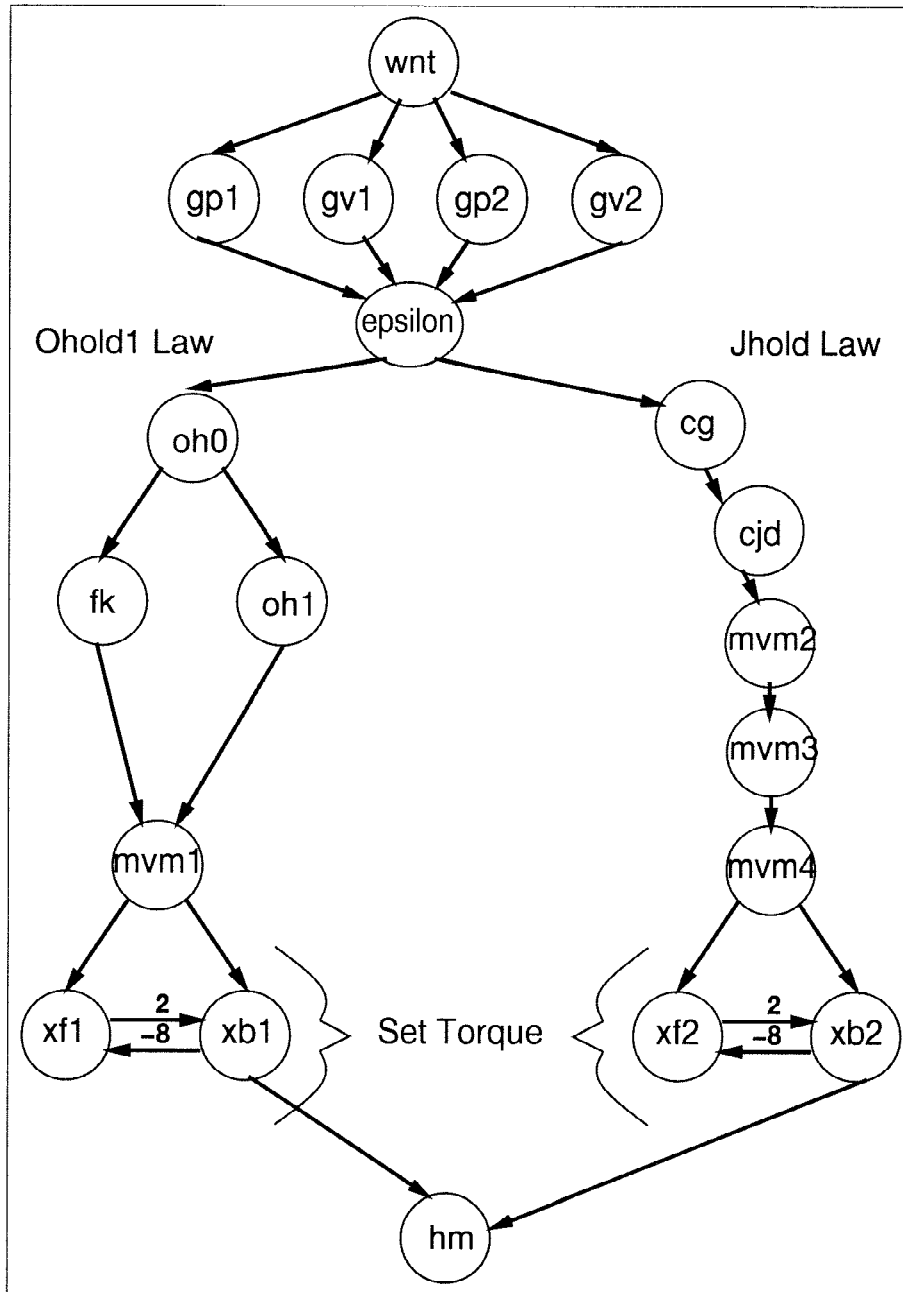 wnt
gp1 gv1 gp2 gv2
epsilon
Ohold1 Law Jhold Law
oh0 cg
cjd
fk oh1
mvm2
mvm3
mvm1 mvm4
2 2
xf1 -8 xb1 Set Torque xf2 -8 xb2
hm